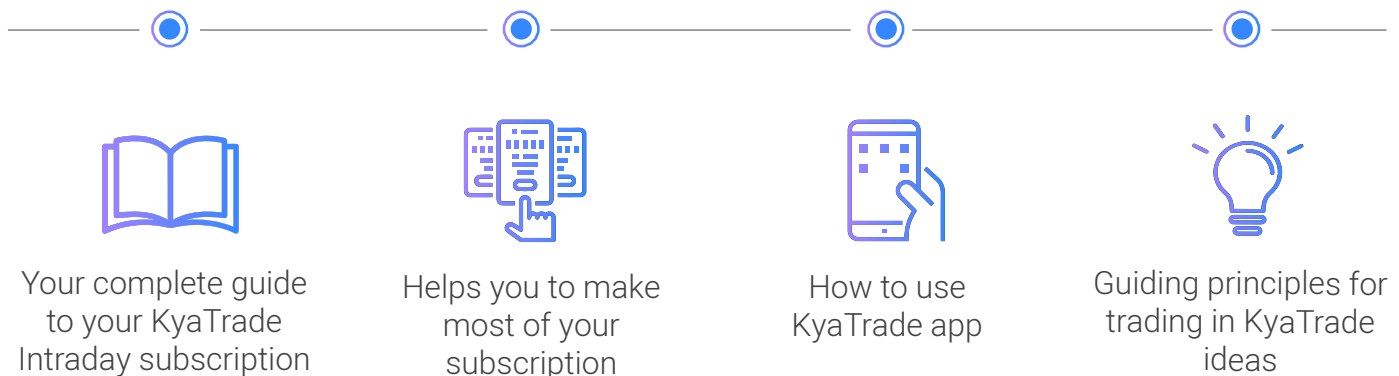 Your complete guide
to your KyaTrade
Intraday subscription
Helps you to make
most of your
subscription
How to use
KyaTrade app
Guiding principles for
trading in KyaTrade
ideas